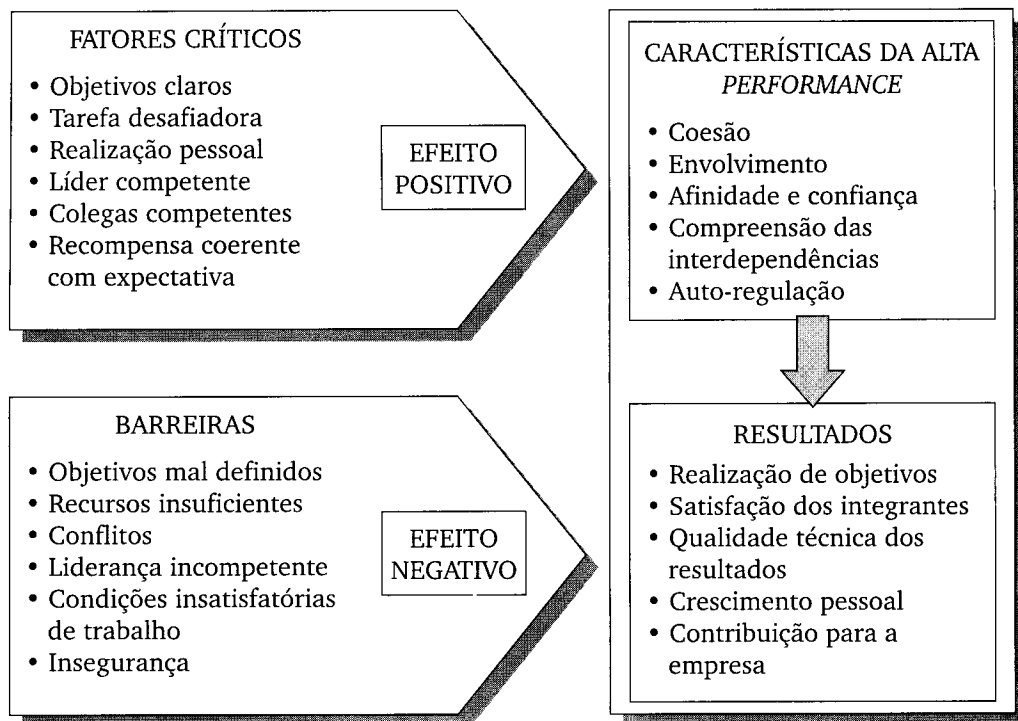 FATORES CRÍTICOS
• Objetivos claros
• Tarefa desafiadora
• Realização pessoal
• Líder competente
• Colegas competentes
• Recompensa coerente
com expectativa
EFEITO
POSITIVO
CARACTERÍSTICAS DA ALTA
PERFORMANCE
• Coesão
• Envolvimento
• Afinidade e confiança
• Compreensão das
interdependências
• Auto-regulação
BARREIRAS
• Objetivos mal definidos
• Recursos insuficientes
• Conflitos
• Liderança incompetente
• Condições insatisfatórias
de trabalho
• Insegurança
EFEITO
NEGATIVO
RESULTADOS
• Realização de objetivos
• Satisfação dos integrantes
• Qualidade técnica dos
resultados
• Crescimento pessoal
• Contribuição para a
empresa